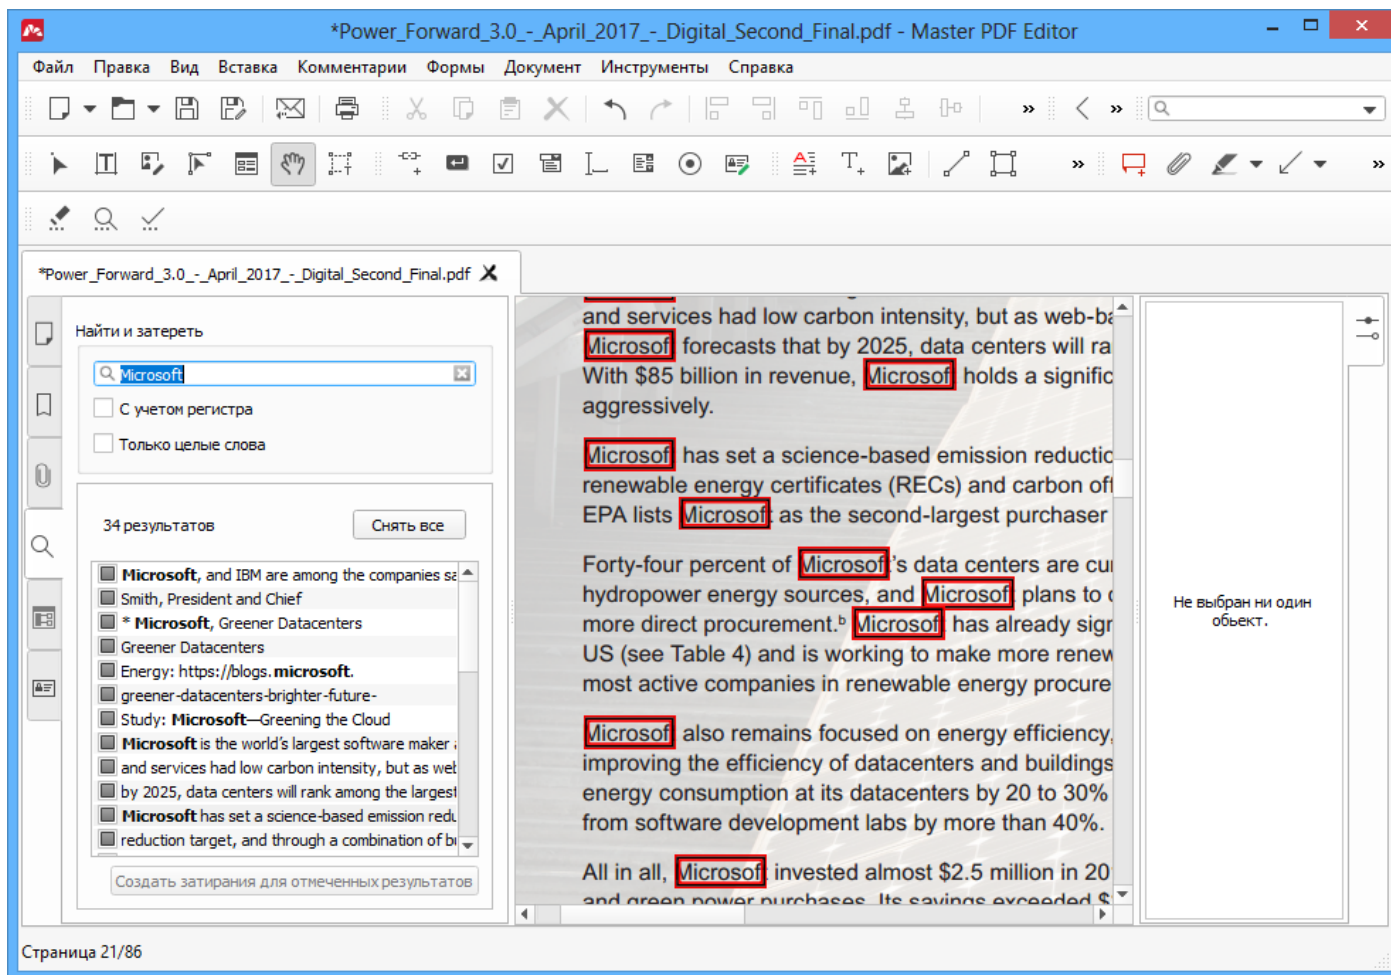 *Power_Forward_3.0_-_April_2017_-_Digital_Second_Final.pdf - Master PDF Editor
Файл Правка Вид Вставка Комментарии Формы Документ Инструменты Справка
*Power_Forward_3.0_-_April_2017_-_Digital_Second_Final.pdf
Найти и затереть
Microsoft
С учетом регистра
Только целые слова
34 результатов
Снять все
Microsoft, and IBM are among the companies sa
Smith, President and Chief
* Microsoft, Greener Datacenters
Greener Datacenters
Energy: https://blogs.microsoft.
greener-datacenters-brighter-future-
Study: Microsoft—Greening the Cloud
Microsoft is the world's largest software maker
and services had low carbon intensity, but as wet
by 2025, data centers will rank among the largest
Microsoft has set a science-based emission redu
reduction target, and through a combination of
Создать затирания для отмеченных результатов
and services had low carbon intensity, but as web-ba
Microsoft forecasts that by 2025, data centers will ra
With $85 billion in revenue, Microsoft holds a signific
aggressively.
Microsoft has set a science-based emission reductio
renewable energy certificates (RECs) and carbon off
EPA lists Microsoft as the second-largest purchaser
Forty-four percent of Microsoft's data centers are cur
hydropower energy sources, and Microsoft plans to
more direct procurement.ᵇ Microsoft has already sign
US (see Table 4) and is working to make more renew
most active companies in renewable energy procure
Microsoft also remains focused on energy efficiency,
improving the efficiency of datacenters and buildings
energy consumption at its datacenters by 20 to 30%
from software development labs by more than 40%.
All in all, Microsoft invested almost $2.5 million in 20
and green power purchases. Its savings exceeded $
Не выбран ни один
обьект.
Страница 21/86